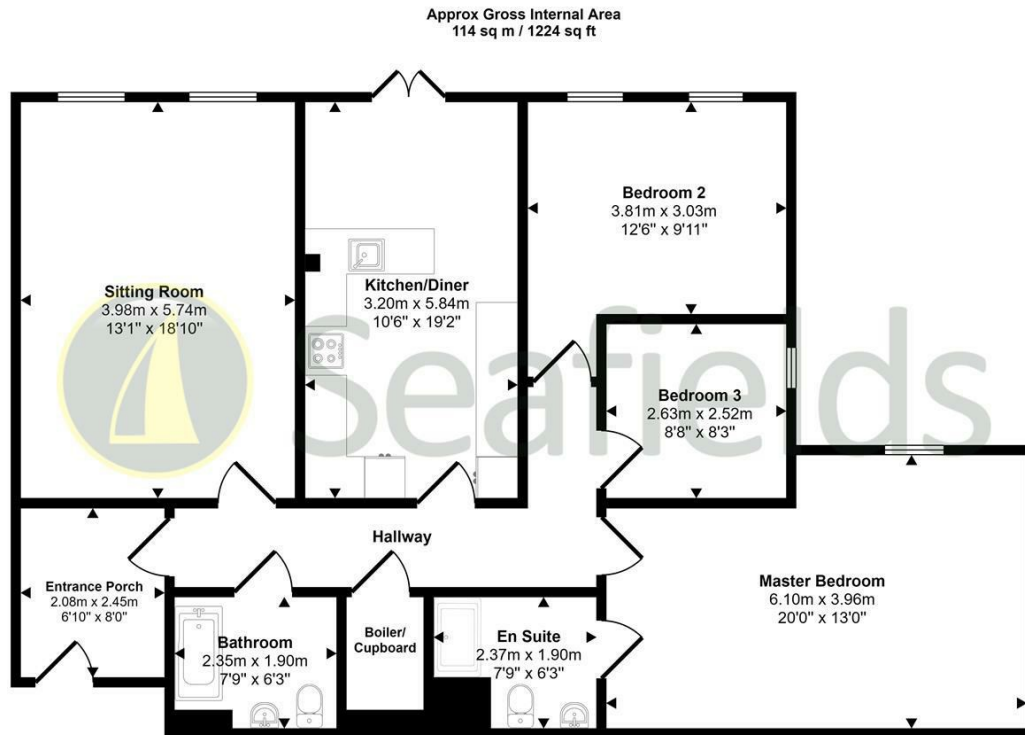 Approx Gross Internal Area
114 sq m / 1224 sq ft
Bedroom 2
3.81m x 3.03m
12'6" x 9'11"
Sitting Room
3.98m x 5.74m
13'1" x 18'10"
Kitchen/Diner
3.20m x 5.84m
10'6" x 19'2"
Seafields
Bedroom 3
2.63m x 2.52m
8'8" x 8'3"
Hallway
Entrance Porch
2.08m x 2.45m
6'10" x 8'0"
Master Bedroom
6.10m x 3.96m
20'0" x 13'0"
Bathroom
2.35m x 1.90m
7'9" x 6'3"
Boiler/
Cupboard
En Suite
2.37m x 1.90m
7'9" x 6'3"